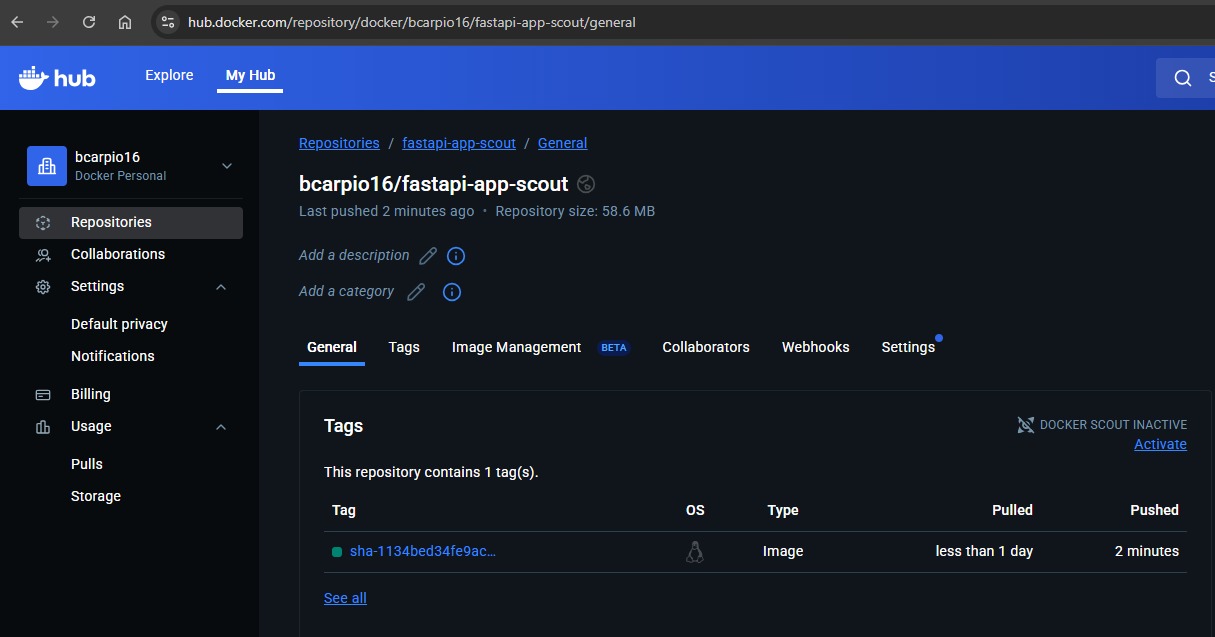 hub.docker.com/repository/docker/bcarpio16/fastapi-app-scout/general
hub
Explore
My Hub
S
bcarpio16
Docker Personal
Repositories
Collaborations
Settings
Default privacy
Notifications
Billing
Usage
Pulls
Storage
Repositories / fastapi-app-scout / General
bcarpio16/fastapi-app-scout
Last pushed 2 minutes ago • Repository size: 58.6 MB
Add a description
Add a category
General Tags Image Management BETA Collaborators Webhooks Settings
Tags
DOCKER SCOUT INACTIVE
Activate
This repository contains 1 tag(s).
Tag OS Type Pulled Pushed
sha-1134bed34fe9ac... Image less than 1 day 2 minutes
See all